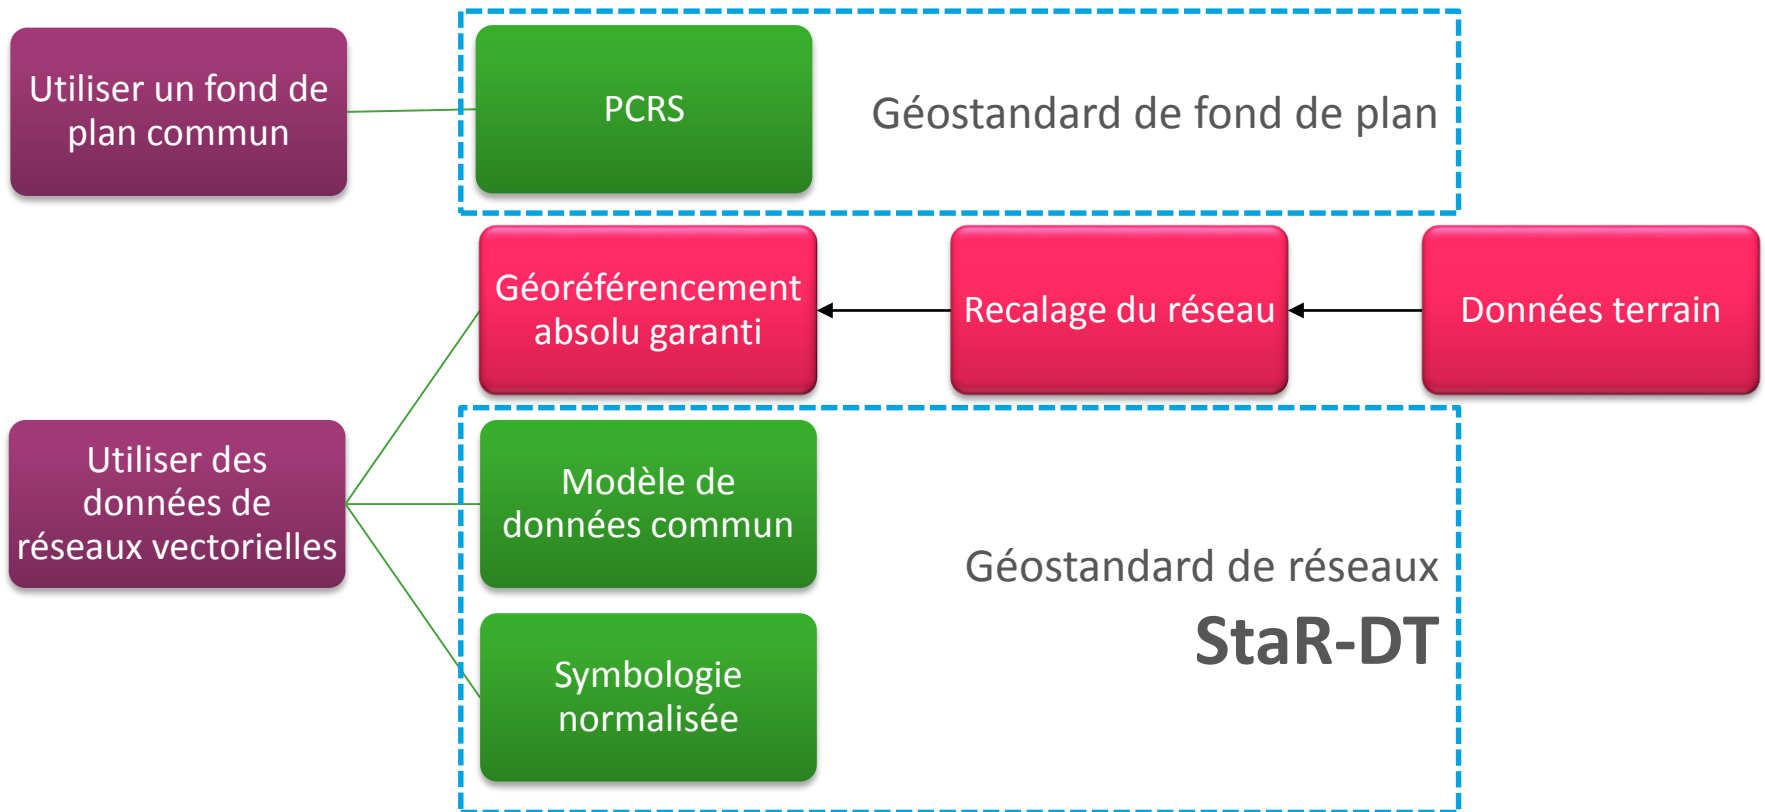 Utiliser un fond de
plan commun
PCRS
Géostandard de fond de plan
Géoréférencement
absolu garanti
Recalage du réseau
Données terrain
Utiliser des
données de
réseaux vectorielles
Modèle de
données commun
Géostandard de réseaux
StaR-DT
Symbologie
normalisée